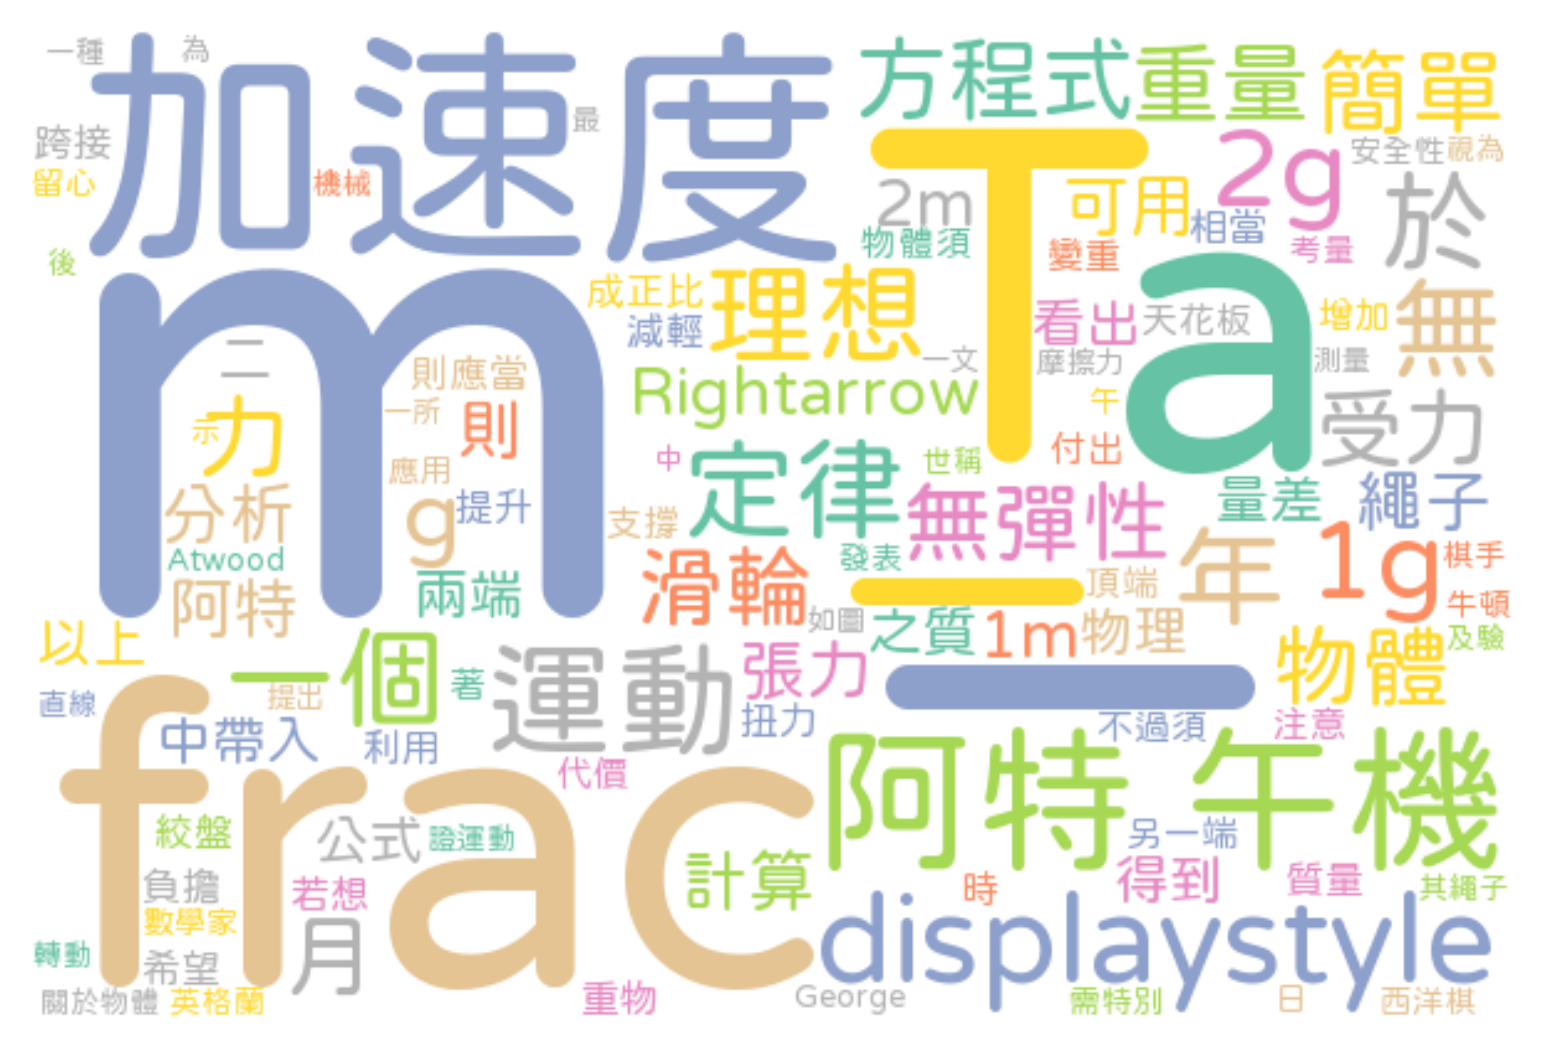 一種
為
加速度
最
方程式
重量
簡單
跨接
留心
機械
T
2m
可用
2g
安全性
視為
於
物體須
變重
相當
考量
後
m
成正比
減輕
理想
一文
看出
天花板
增加
無
a
摩擦力
測量
二
則應當
一所
則
Rightarrow
午
示
力
應用
中
定律
世稱
付出
受力
分析
g
提升
支撐
無彈性
量差
繩子
Atwood
發表
年
1g
棋手
阿特
兩端
滑輪
一
頂端
牛頓
如圖
之質
1m
物理
物體
及驗
以上
一個
著
運動
張力
一
直線
提出
中帶入
利用
扭力
不過須
注意
frac
代價
阿特午機
絞盤
公式
證運動
另一端
負擔
若想
計算
時
得到
質量
其繩子
數學家
月
displaystyle
轉動
希望
關於物體
英格蘭
重物
George
需特別
日
西洋棋